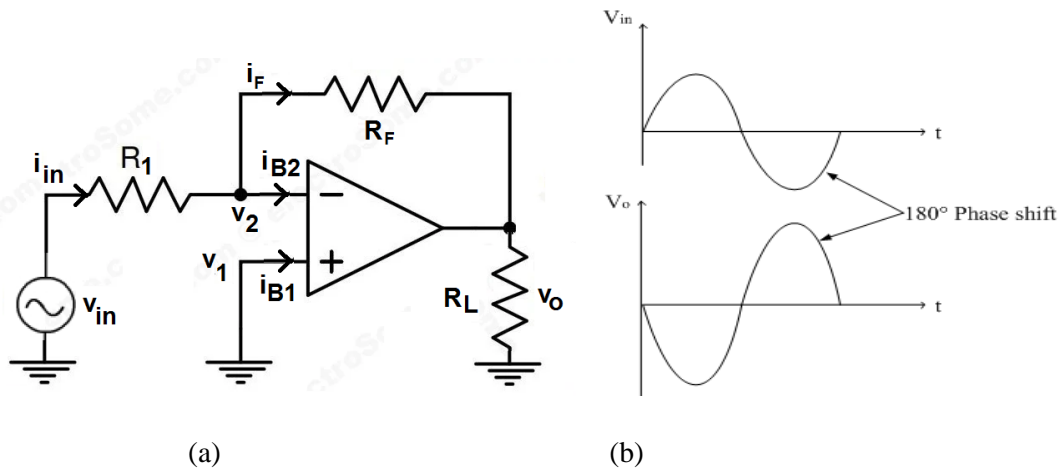 i_F
R_F
R_1
i_in
i_B2
v_2
−
v_1
+
i_B1
R_L
v_o
v_in
(a)
V_in
t
V_o
180° Phase shift
t
(b)